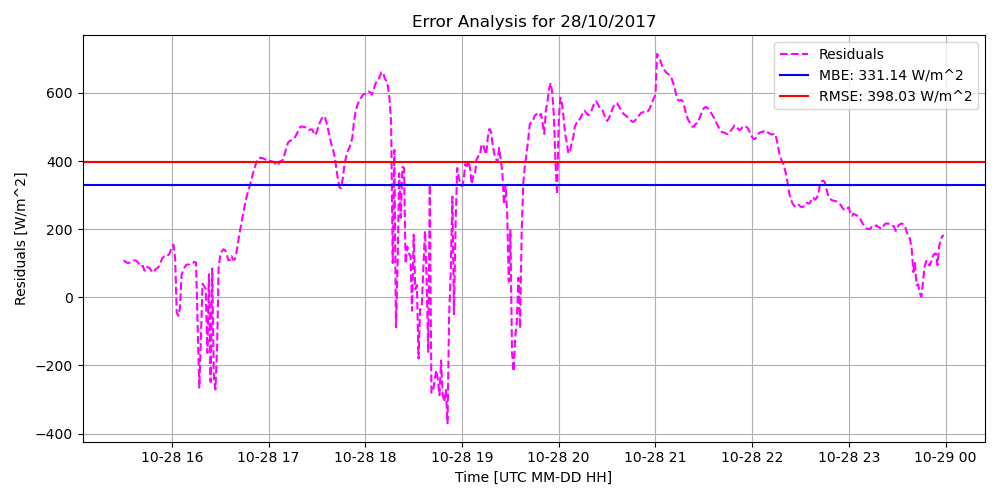 Error Analysis for 28/10/2017
Residuals
MBE: 331.14 W/m^2
RMSE: 398.03 W/m^2
Residuals [W/m^2]
600
400
200
0
−200
−400
10-28 16
10-28 17
10-28 18
10-28 19
10-28 20
10-28 21
10-28 22
10-28 23
10-29 00
Time [UTC MM-DD HH]